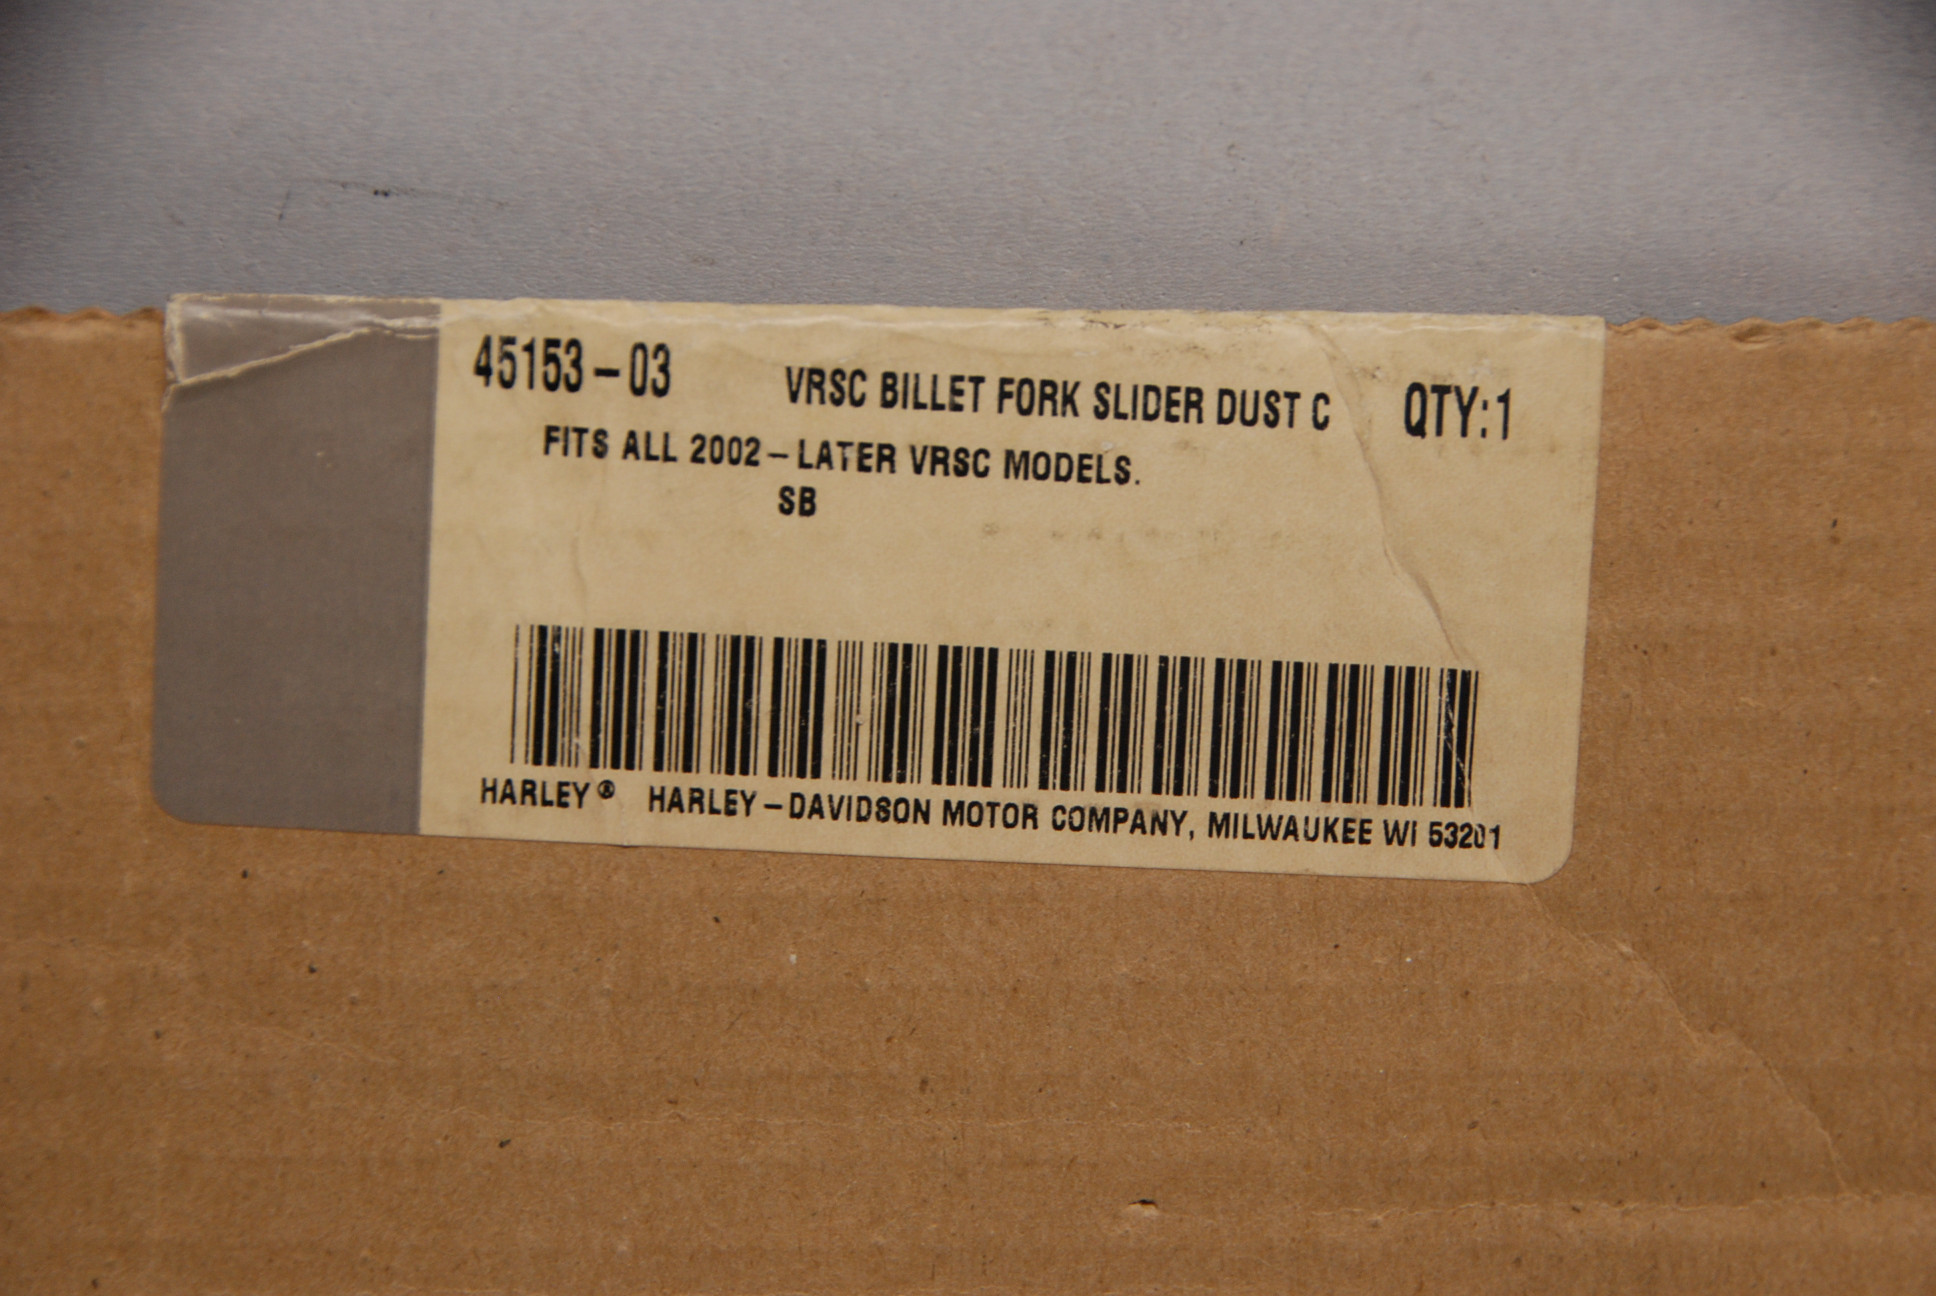 45153-03 VRSC BILLET FORK SLIDER DUST C QTY:1
FITS ALL 2002-LATER VRSC MODELS.
SB
HARLEY® HARLEY-DAVIDSON MOTOR COMPANY, MILWAUKEE WI 53201